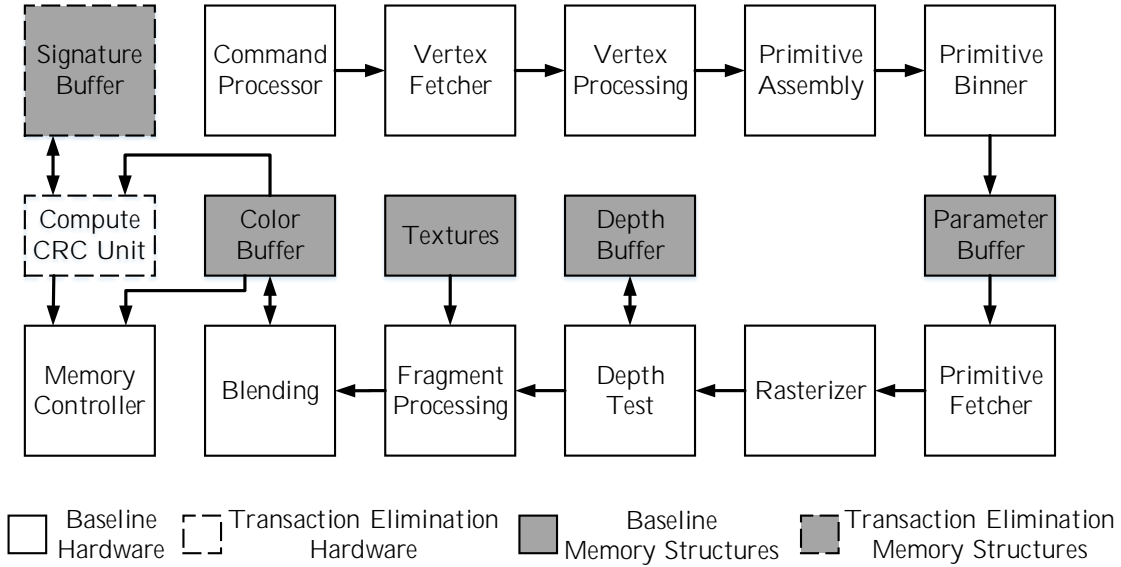 Signature
Buffer
Command
Processor
Vertex
Fetcher
Vertex
Processing
Primitive
Assembly
Primitive
Binner
Compute
CRC Unit
Color
Buffer
Textures
Depth
Buffer
Parameter
Buffer
Memory
Controller
Blending
Fragment
Processing
Depth
Test
Rasterizer
Primitive
Fetcher
Baseline
Hardware
Transaction Elimination
Hardware
Baseline
Memory Structures
Transaction Elimination
Memory Structures